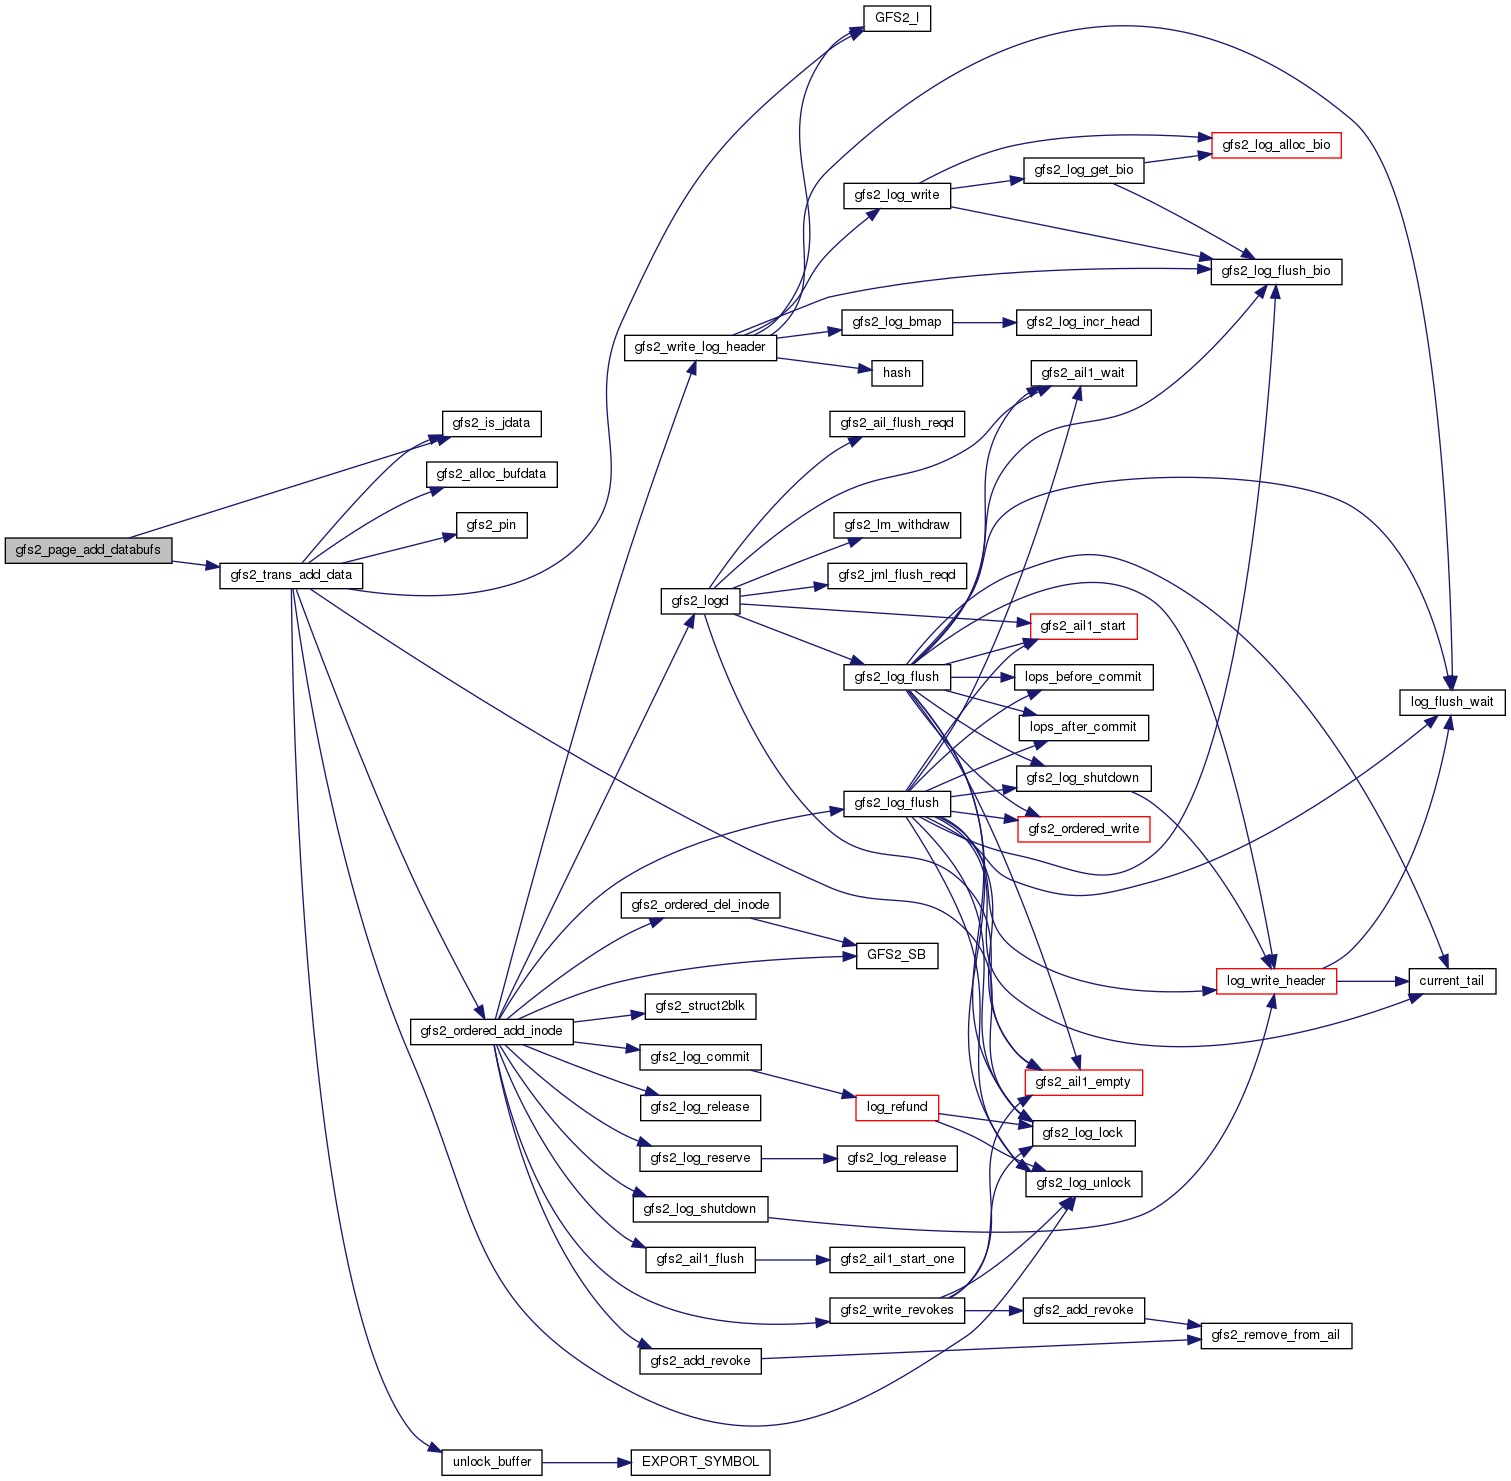 GFS2_I
gfs2_log_alloc_bio
gfs2_log_get_bio
gfs2_log_write
gfs2_log_flush_bio
gfs2_log_bmap
gfs2_log_incr_head
gfs2_write_log_header
hash
gfs2_ail1_wait
gfs2_is_jdata
gfs2_ail_flush_reqd
gfs2_alloc_bufdata
gfs2_pin
gfs2_lm_withdraw
gfs2_page_add_databufs
gfs2_trans_add_data
gfs2_jrnl_flush_reqd
gfs2_logd
gfs2_ail1_start
gfs2_log_flush
lops_before_commit
log_flush_wait
lops_after_commit
gfs2_log_shutdown
gfs2_log_flush
gfs2_ordered_write
gfs2_ordered_del_inode
GFS2_SB
log_write_header
current_tail
gfs2_struct2blk
gfs2_ordered_add_inode
gfs2_log_commit
gfs2_ail1_empty
gfs2_log_release
log_refund
gfs2_log_lock
gfs2_log_reserve
gfs2_log_release
gfs2_log_unlock
gfs2_log_shutdown
gfs2_ail1_flush
gfs2_ail1_start_one
gfs2_write_revokes
gfs2_add_revoke
gfs2_remove_from_ail
gfs2_add_revoke
unlock_buffer
EXPORT_SYMBOL